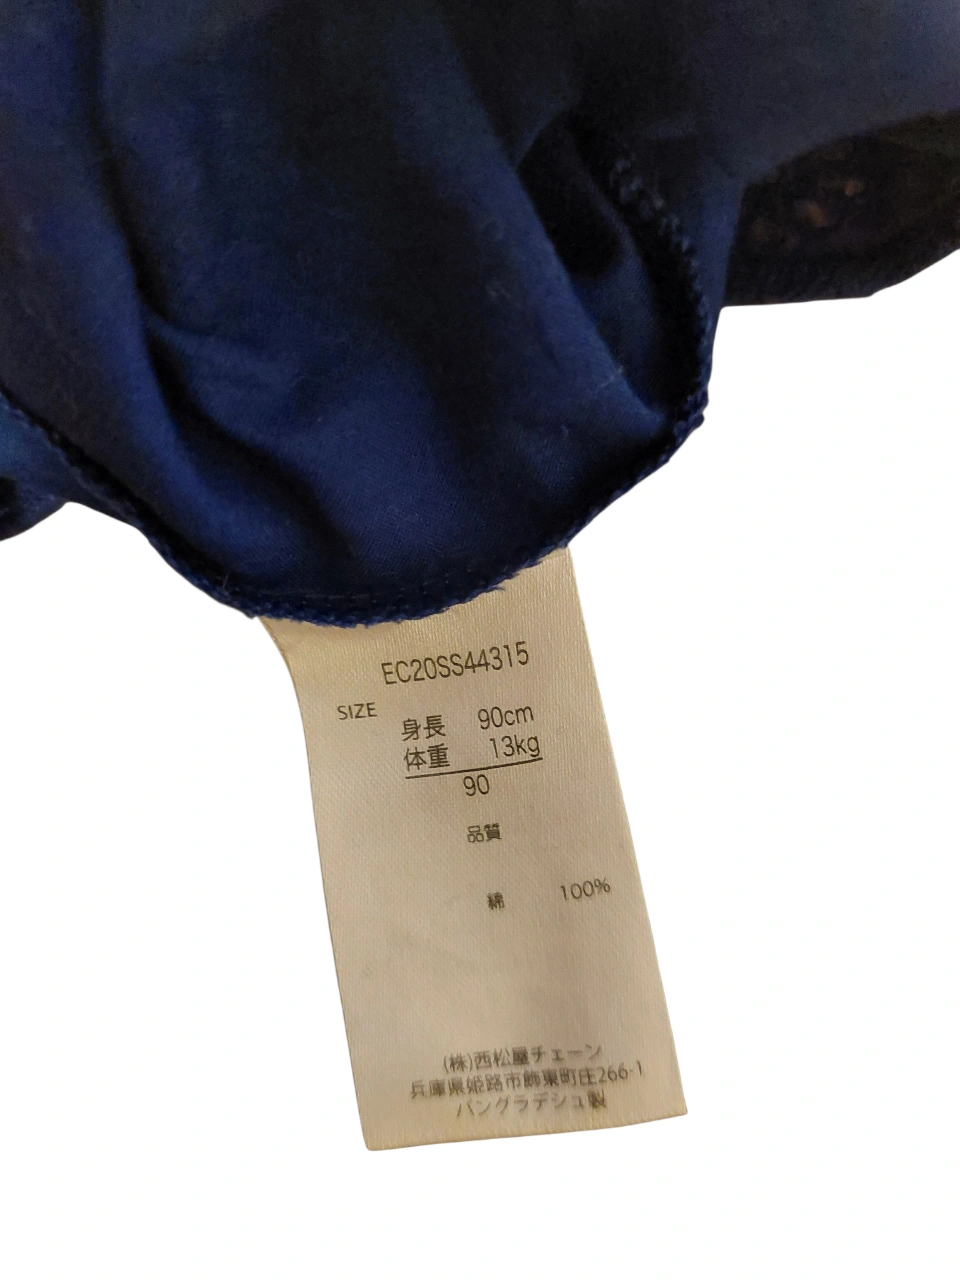 EC20SS44315
SIZE
身長 90cm
体重 13kg
90
品質
綿 100%
(株)西松屋チェーン
兵庫県姫路市飾東町庄266-1
バングラデシュ製